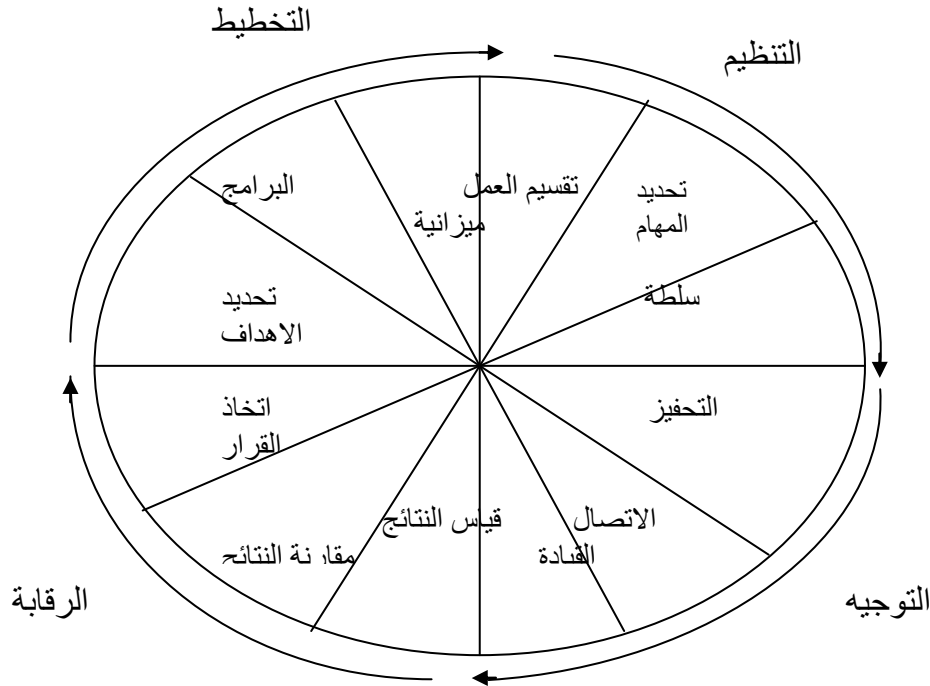 التخطيط
التنظيم
تقسيم العمل
البرامج
تحديد
المهام
ميزانية
سلطة
تحديد
الاهداف
التحفيز
اتخاذ
القرار
الاتصال
قياس النتائج
القيادة
مقارنة النتائج
التوجيه
الرقابة